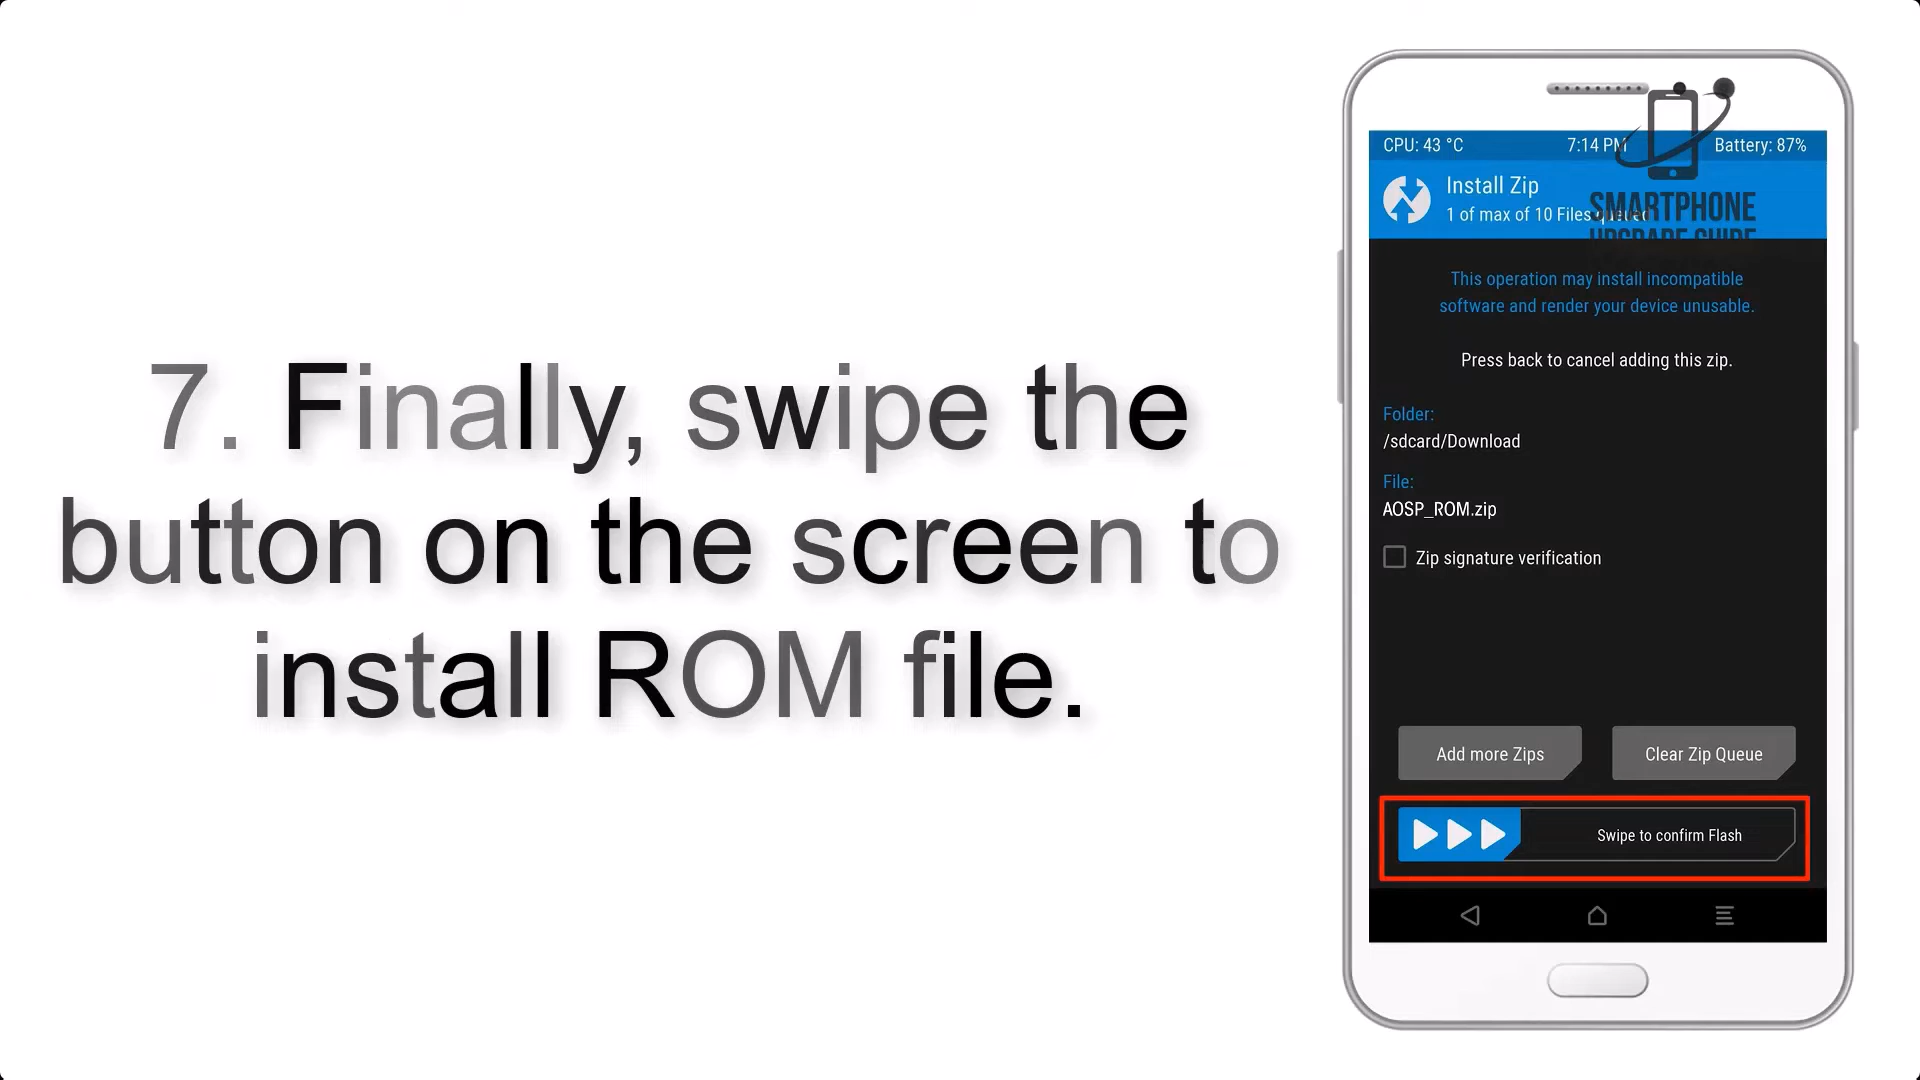 7. Finally, swipe the
button on the screen to
install ROM file.
CPU: 43 °C 7:14 PM Battery: 87%
Install Zip
1 of max of 10 Files queued
SMARTPHONE
UPGRADE GUIDE
This operation may install incompatible
software and render your device unusable.
Press back to cancel adding this zip.
Folder:
/sdcard/Download
File:
AOSP_ROM.zip
Zip signature verification
Add more Zips Clear Zip Queue
Swipe to confirm Flash